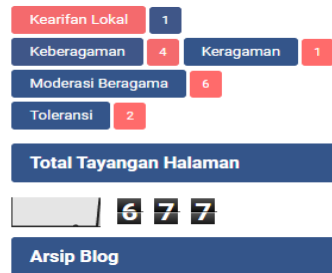 Kearifan Lokal 1
Keberagaman 4 Keragaman 1
Moderasi Beragama 6
Toleransi 2
Total Tayangan Halaman
677
Arsip Blog